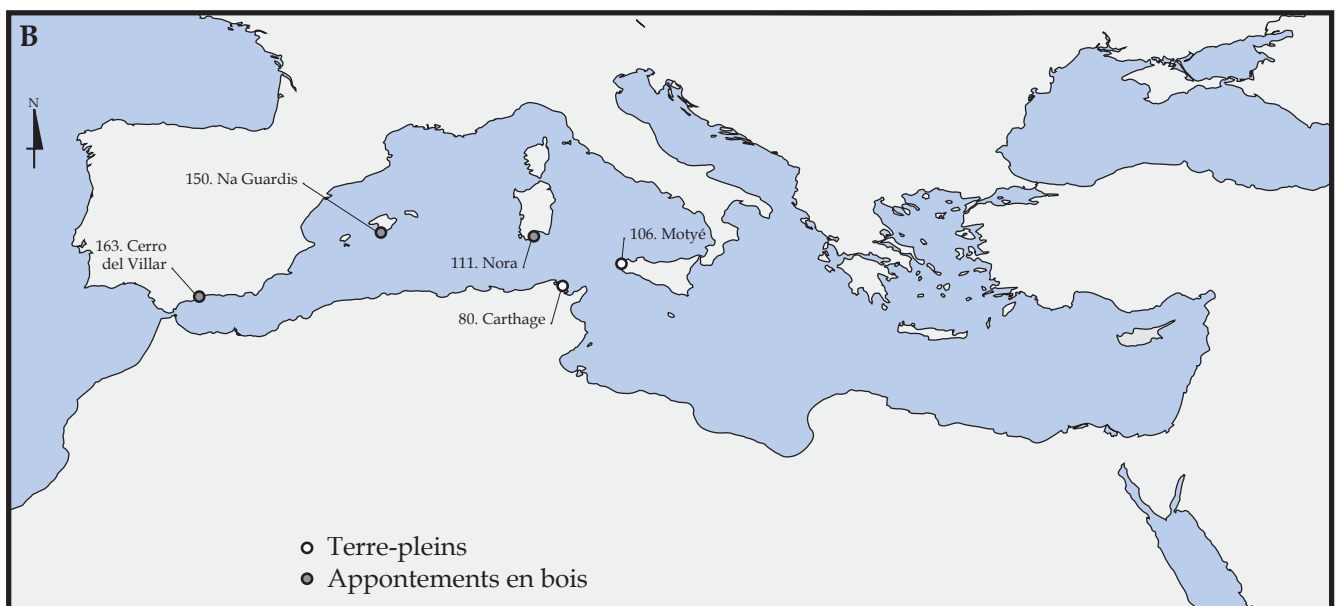 B
N
150. Na Guardis
163. Cerro
del Villar
106. Motyé
111. Nora
80. Carthage
Terre-pleins
Appontements en bois